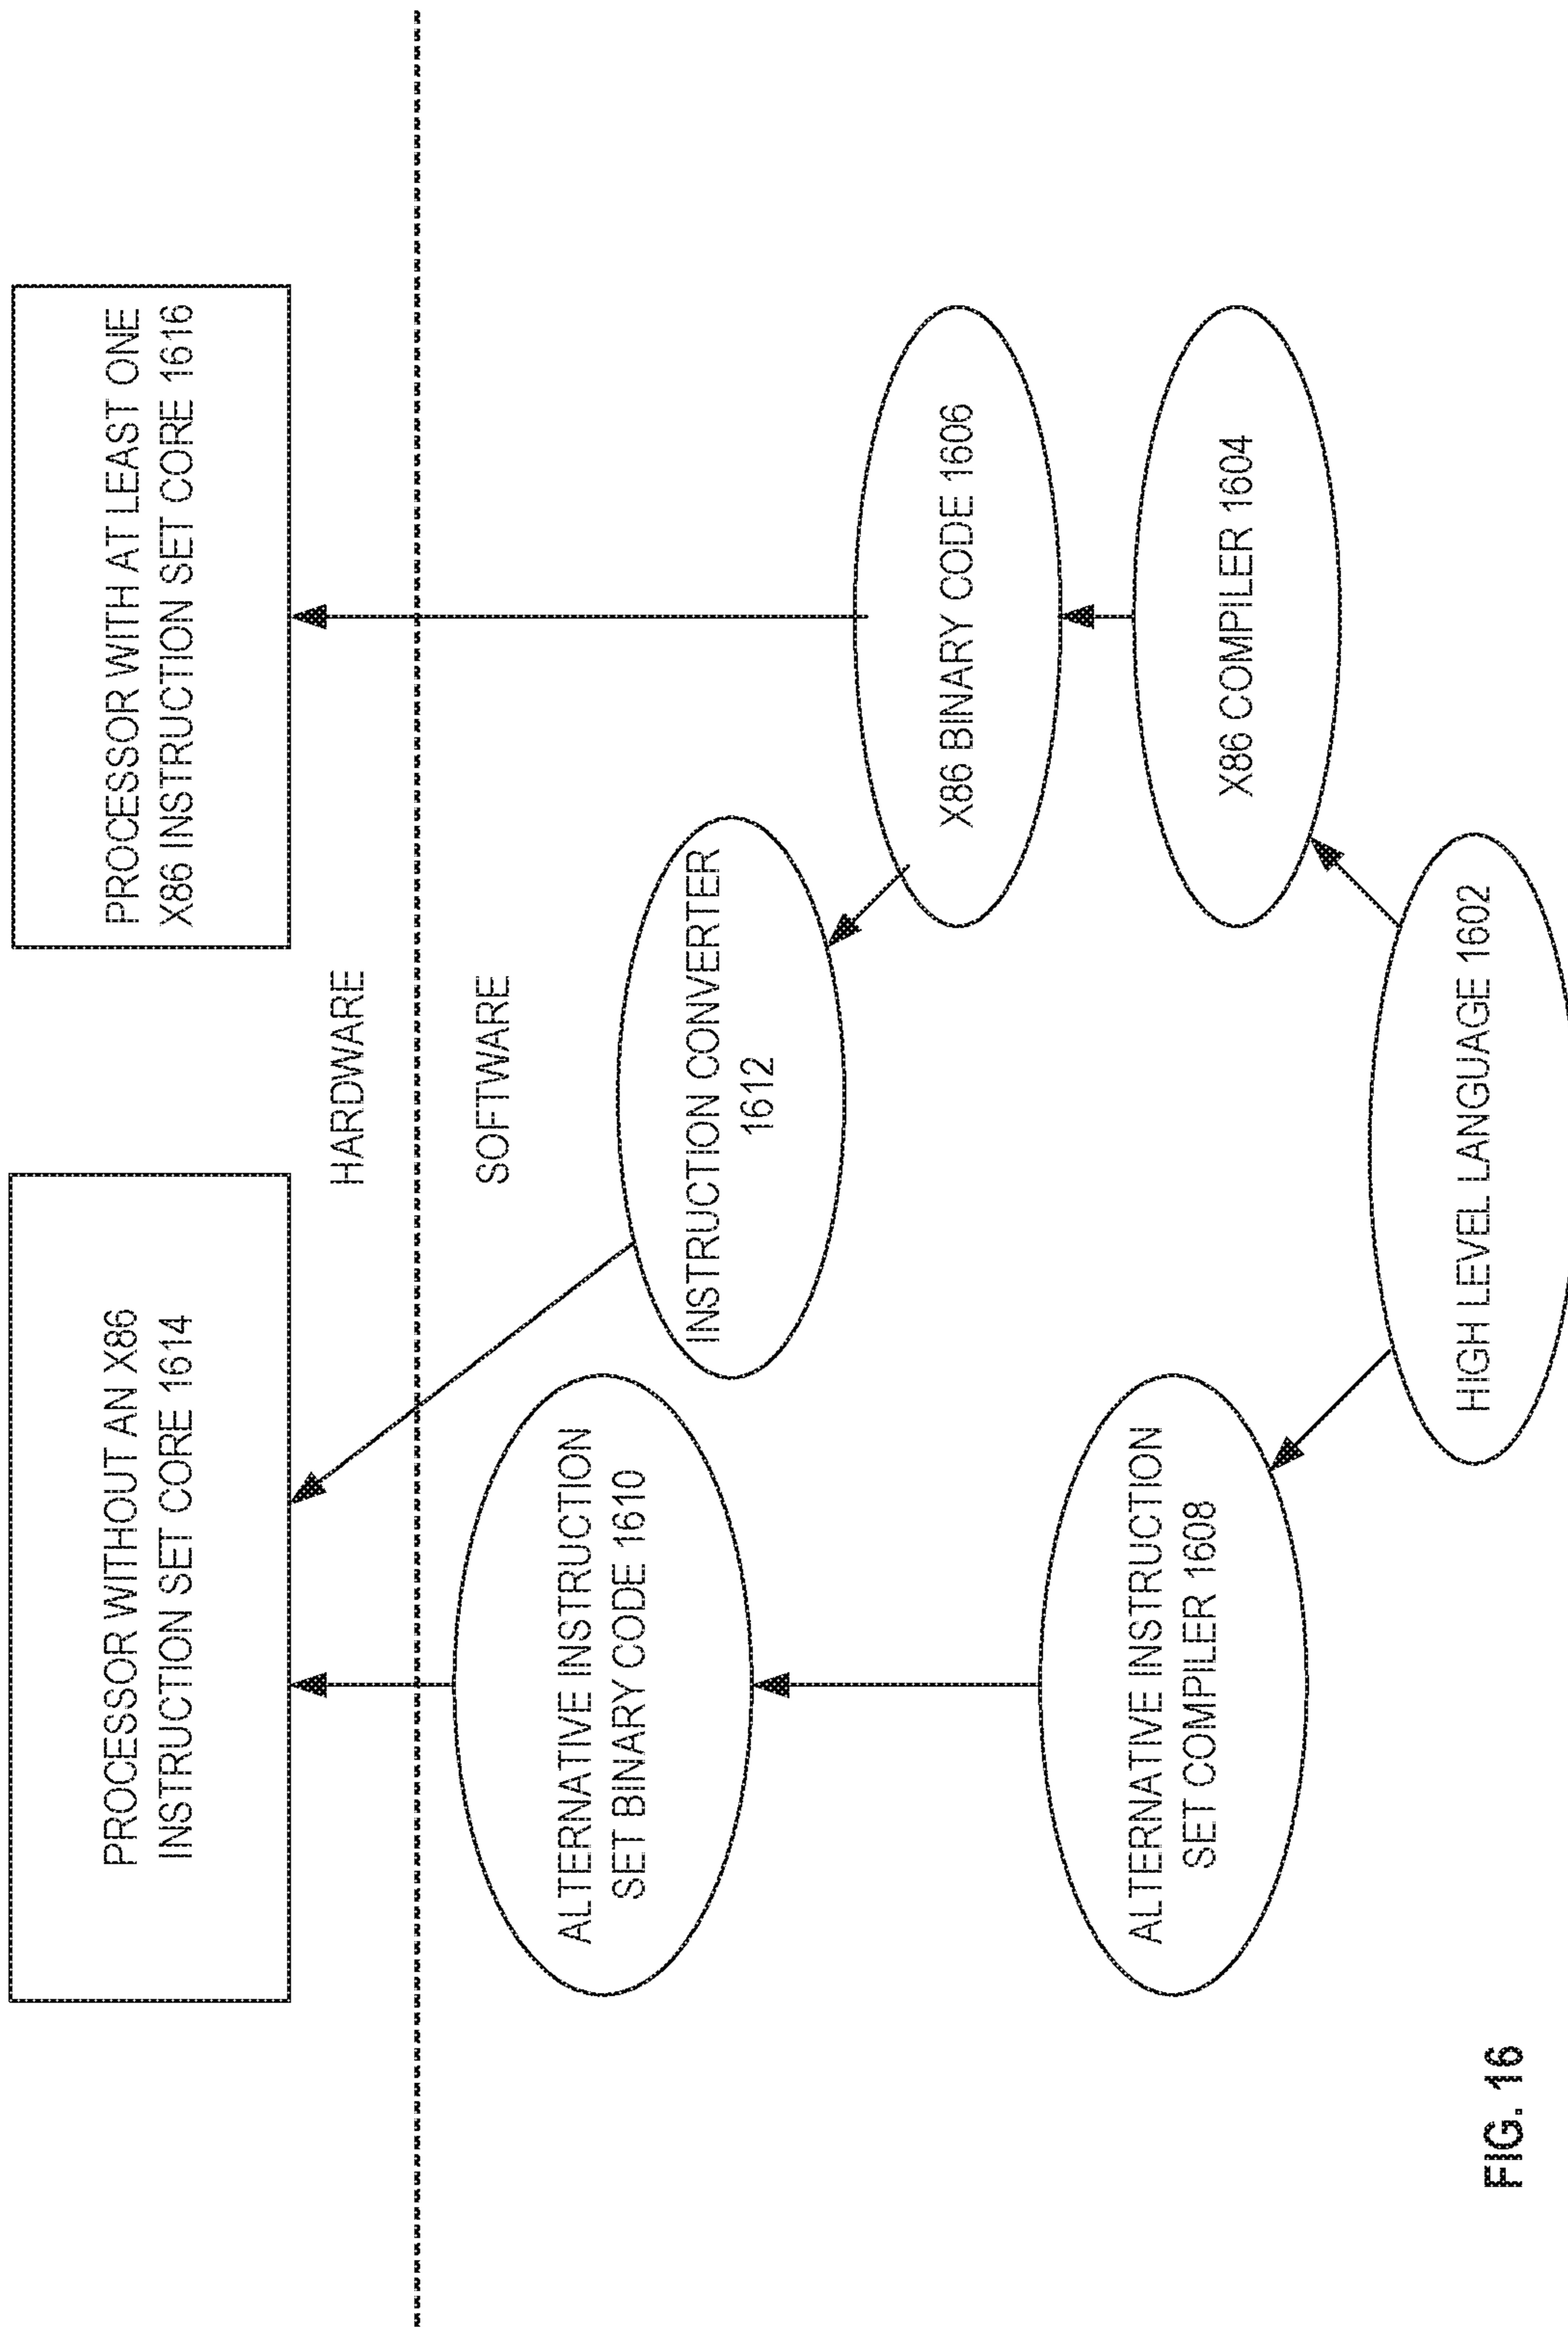 PROCESSOR WITHOUT AN X86
INSTRUCTION SET CORE 1614
PROCESSOR WITH AT LEAST ONE
X86 INSTRUCTION SET CORE 1616
HARDWARE
SOFTWARE
ALTERNATIVE INSTRUCTION
SET BINARY CODE 1610
INSTRUCTION CONVERTER
1612
X86 BINARY CODE 1606
ALTERNATIVE INSTRUCTION
SET COMPILER 1608
X86 COMPILER 1604
HIGH LEVEL LANGUAGE 1602
FIG. 16